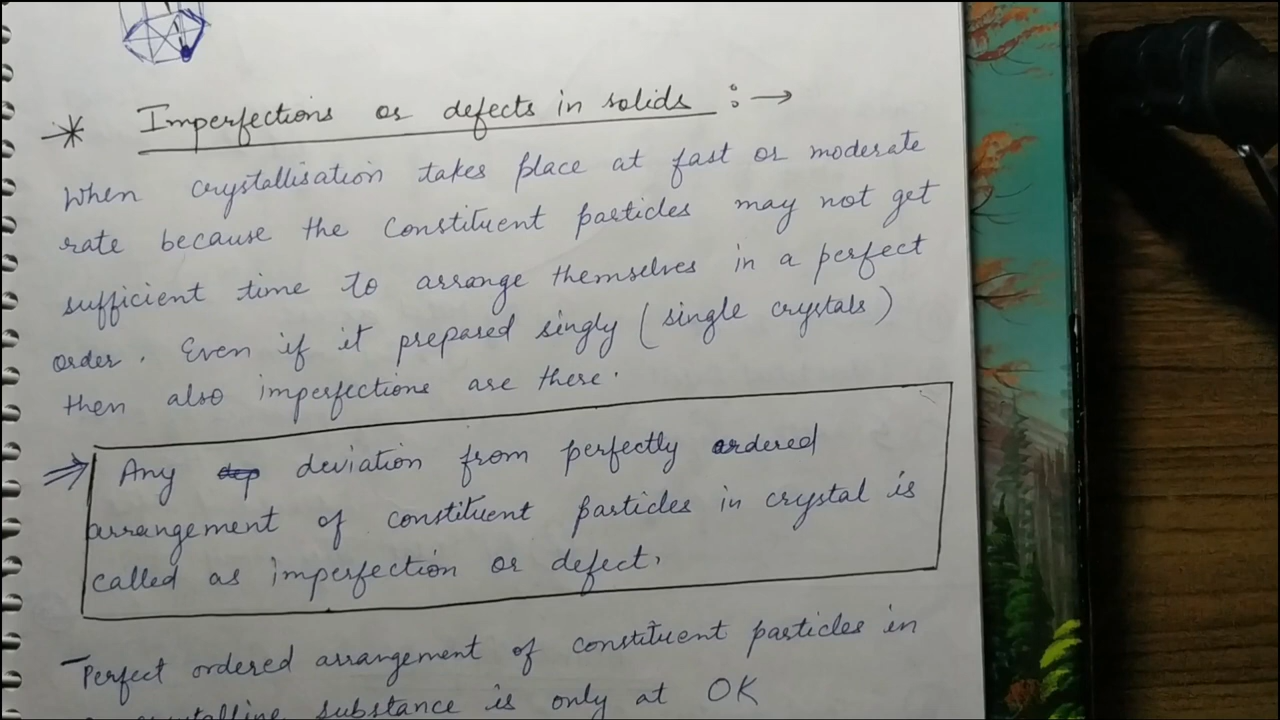 Imperfections or defects in solids :→
When crystallisation takes place at fast or moderate
rate because the constituent particles may not get
sufficient time to arrange themselves in a perfect
order. Even if it prepared singly (single crystals)
then also imperfections are there.
⇒ Any deviation from perfectly ordered
arrangement of constituent particles in crystal is
called as imperfection or defect.
- Perfect ordered arrangement of constituent particles in
crystalline substance is only at 0K